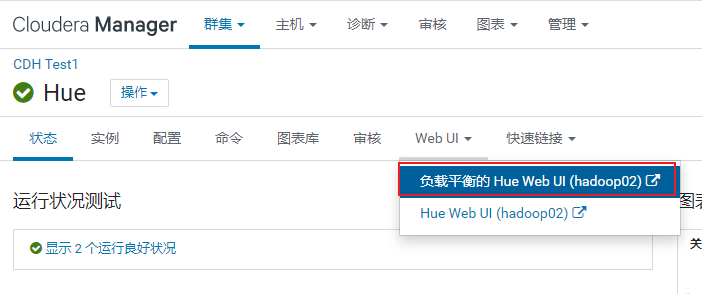 Cloudera Manager 群集 主机 诊断 审核 图表 管理
CDH Test1
Hue 操作
状态 实例 配置 命令 图表库 审核 Web UI 快速链接
负载平衡的 Hue Web UI (hadoop02)
运行状况测试 图表
Hue Web UI (hadoop02)
显示 2 个运行良好状况 关